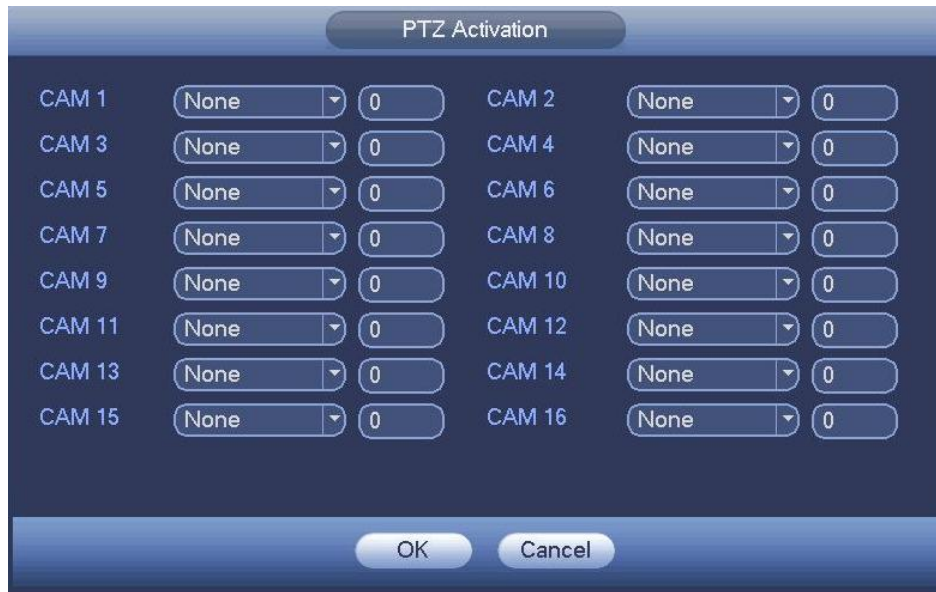 PTZ Activation
CAM 1 None 0 CAM 2 None 0
CAM 3 None 0 CAM 4 None 0
CAM 5 None 0 CAM 6 None 0
CAM 7 None 0 CAM 8 None 0
CAM 9 None 0 CAM 10 None 0
CAM 11 None 0 CAM 12 None 0
CAM 13 None 0 CAM 14 None 0
CAM 15 None 0 CAM 16 None 0
OK Cancel